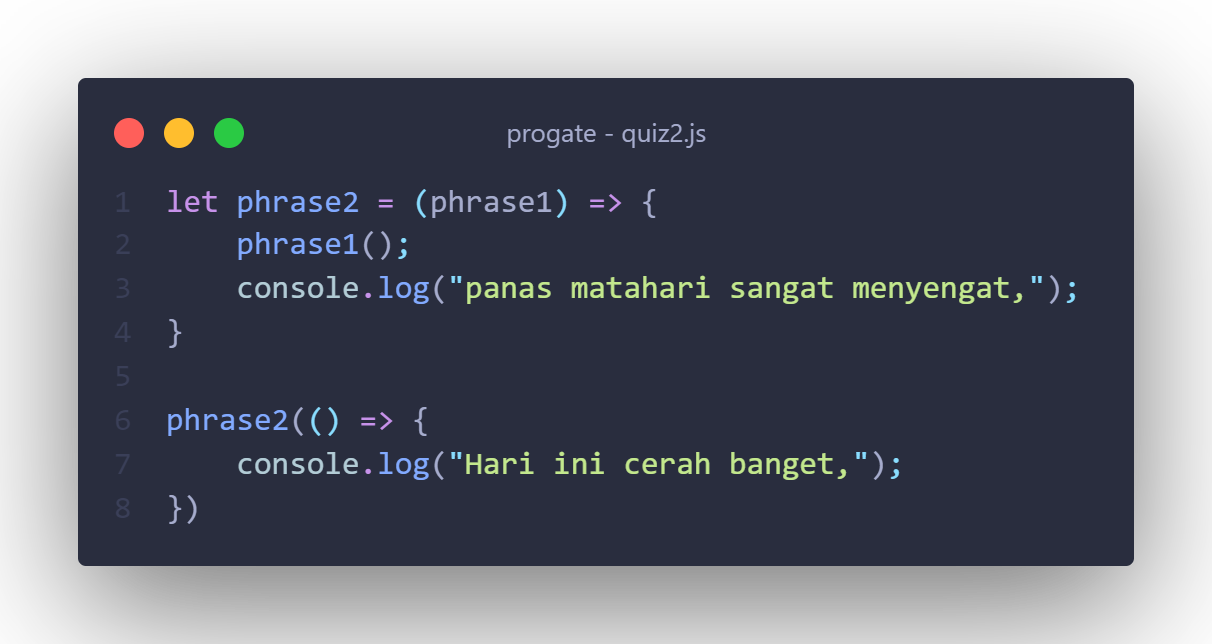 progate - quiz2.js
1 let phrase2 = (phrase1) => {
2     phrase1();
3     console.log("panas matahari sangat menyengat,");
4 }
5
6 phrase2(() => {
7     console.log("Hari ini cerah banget,");
8 })